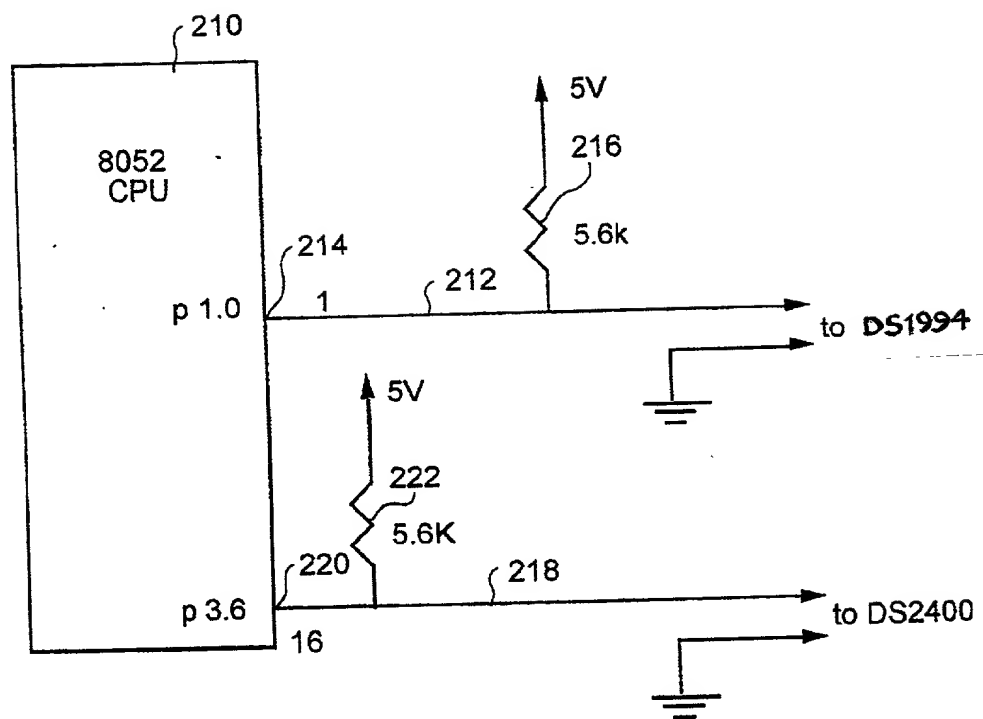 210
5V
216
8052
CPU
5.6k
214
212
p 1.0
1
to DS1994
5V
222
5.6K
220
218
p 3.6
16
to DS2400